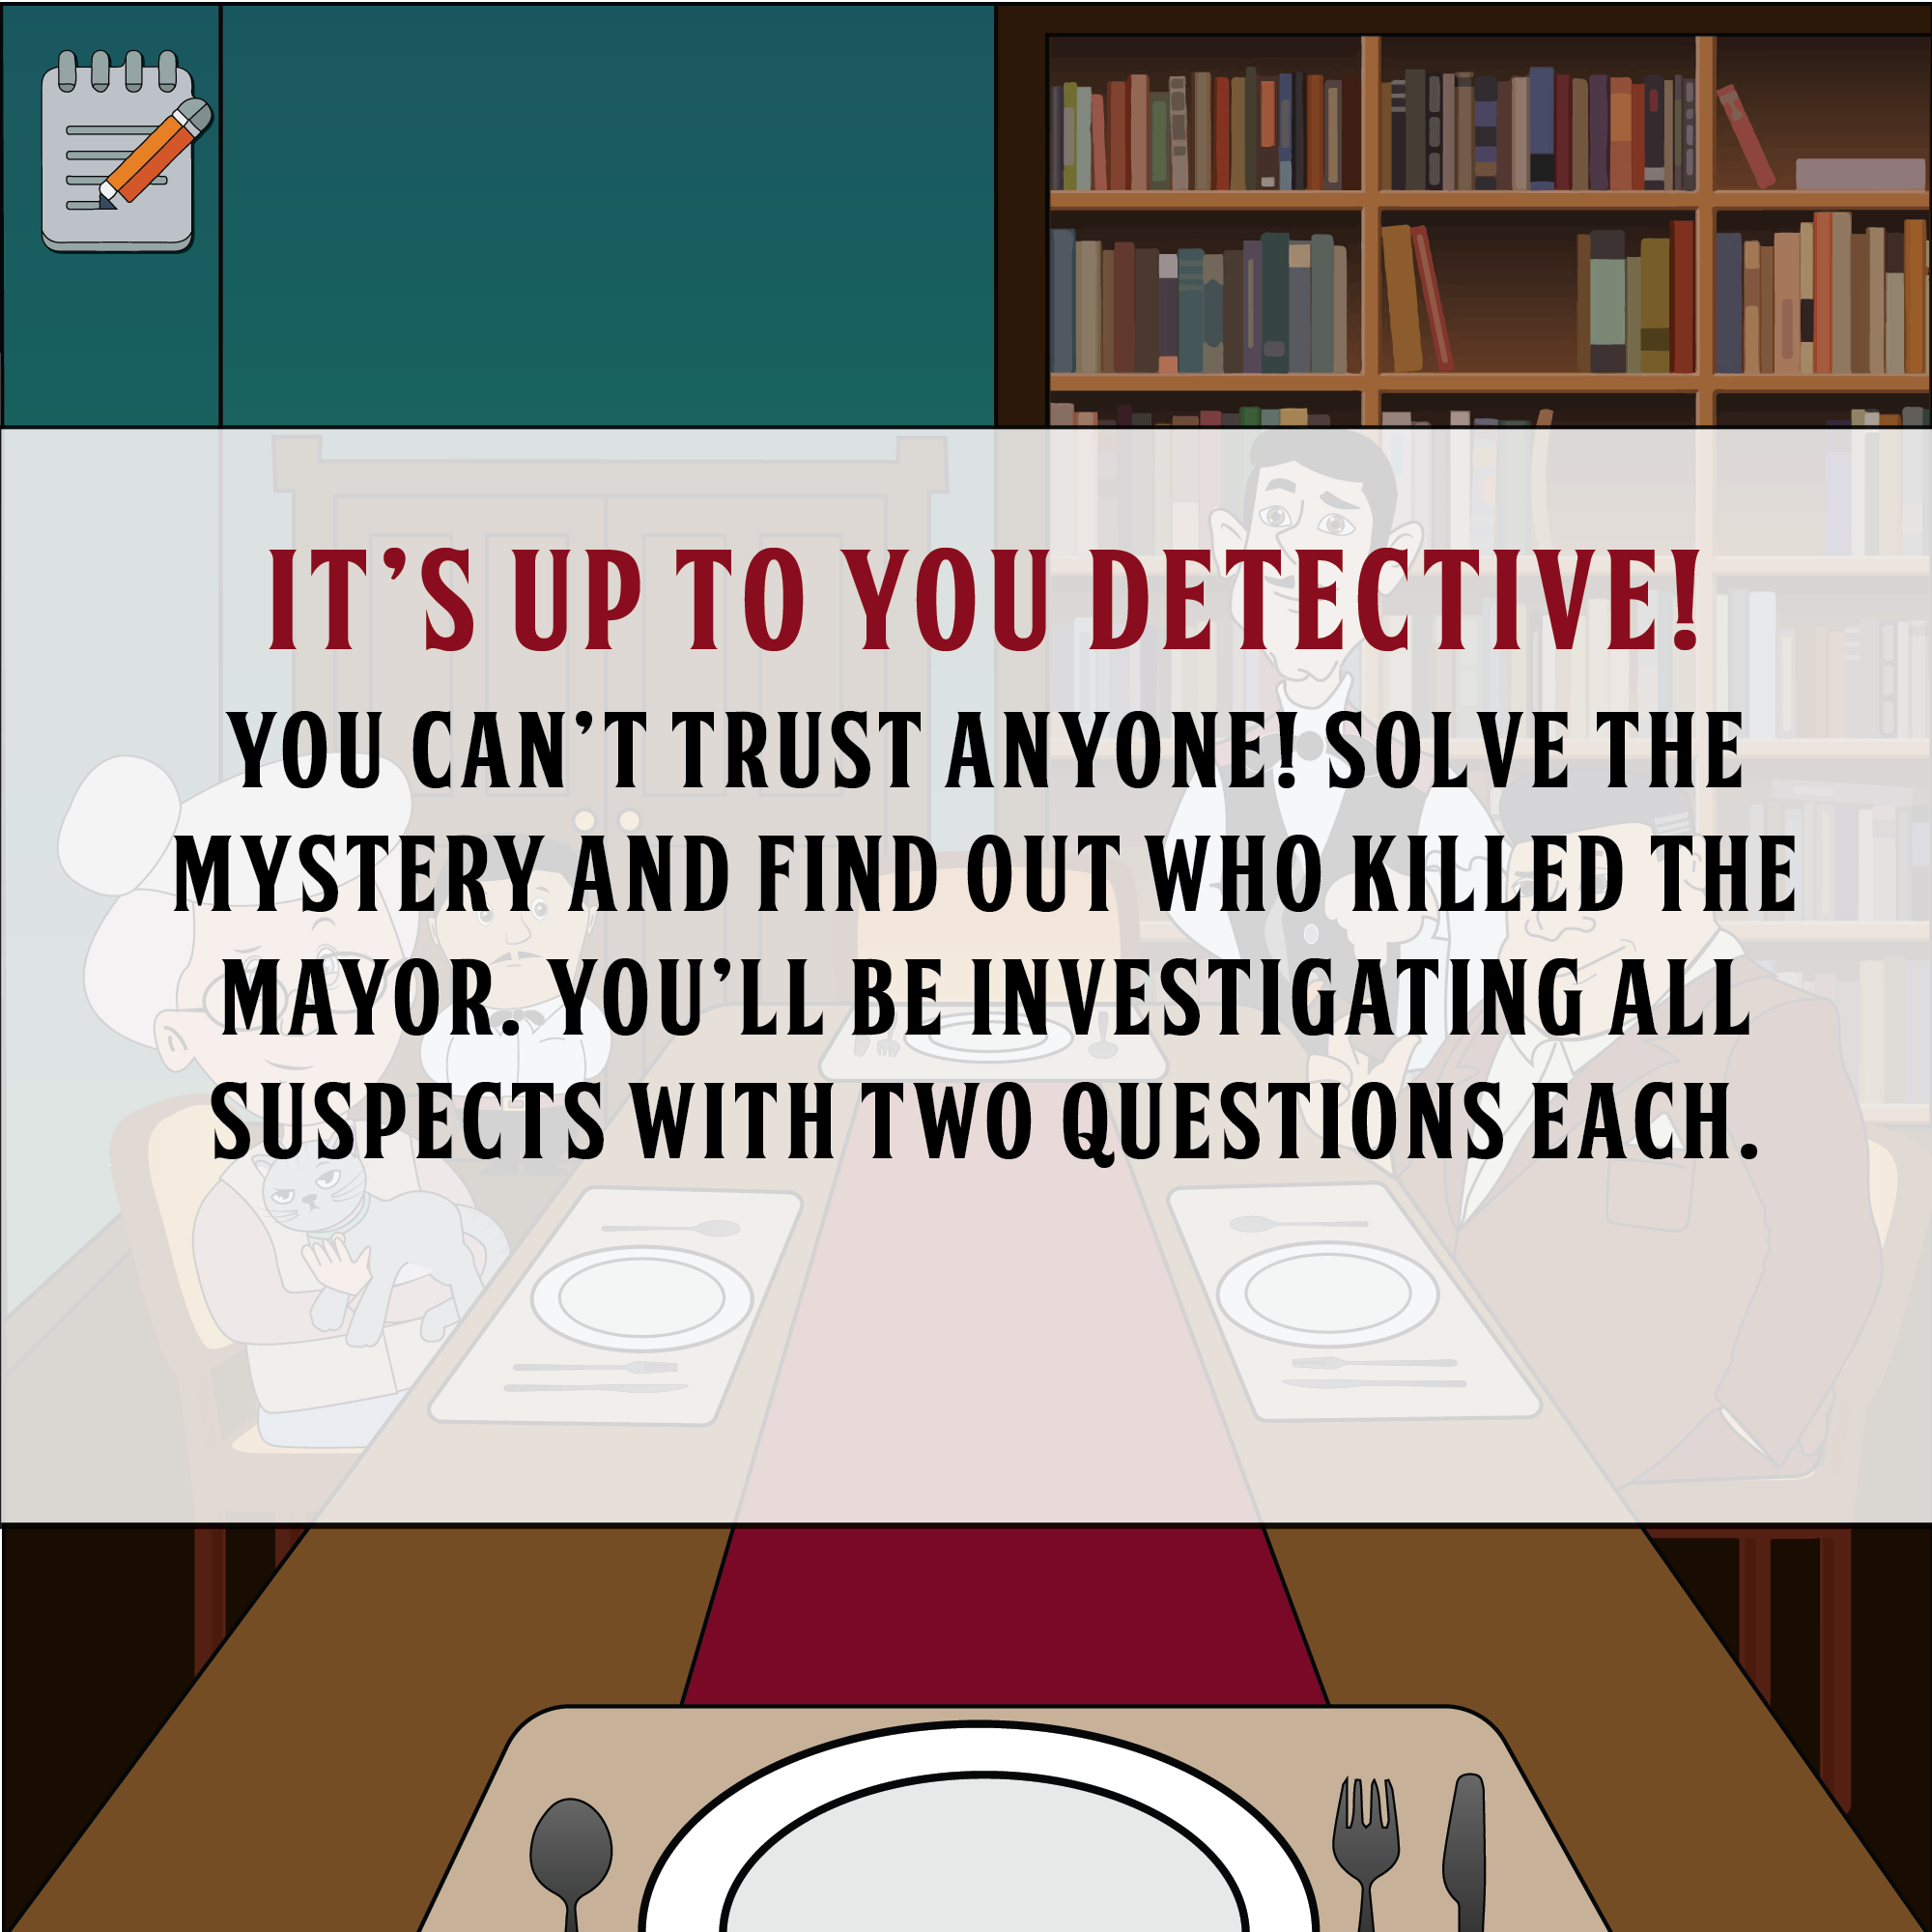 IT’S UP TO YOU DETECTIVE!
YOU CAN’T TRUST ANYONE! SOLVE THE
MYSTERY AND FIND OUT WHO KILLED THE
MAYOR. YOU’LL BE INVESTIGATING ALL
SUSPECTS WITH TWO QUESTIONS EACH.